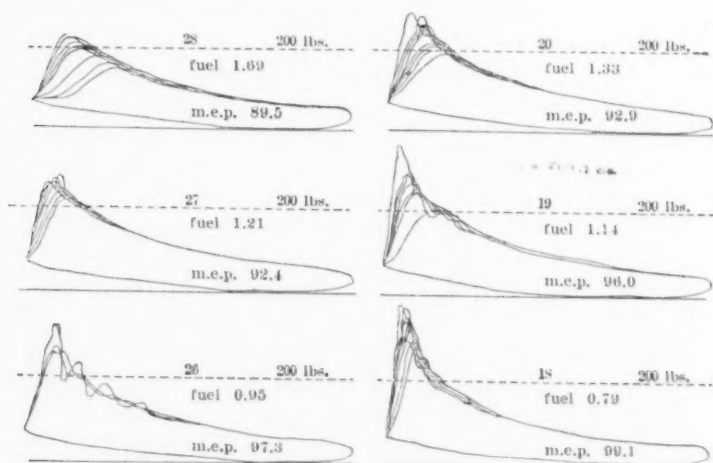 28 200 lbs.
fuel 1.69
m.e.p. 89.5
20 200 lbs.
fuel 1.33
m.e.p. 92.9
27 200 lbs.
fuel 1.21
m.e.p. 92.4
19 200 lbs.
fuel 1.14
m.e.p. 96.0
26 200 lbs.
fuel 0.95
m.e.p. 97.3
18 200 lbs.
fuel 0.79
m.e.p. 99.1